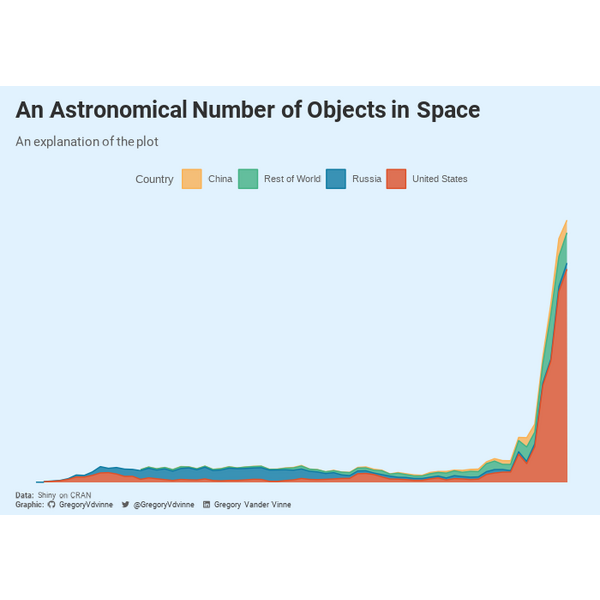 An Astronomical Number of Objects in Space
An explanation of the plot
Country China Rest of World Russia United States
Data: Shiny on CRAN
Graphic: GregoryVdvinne @GregoryVdvinne Gregory Vander Vinne